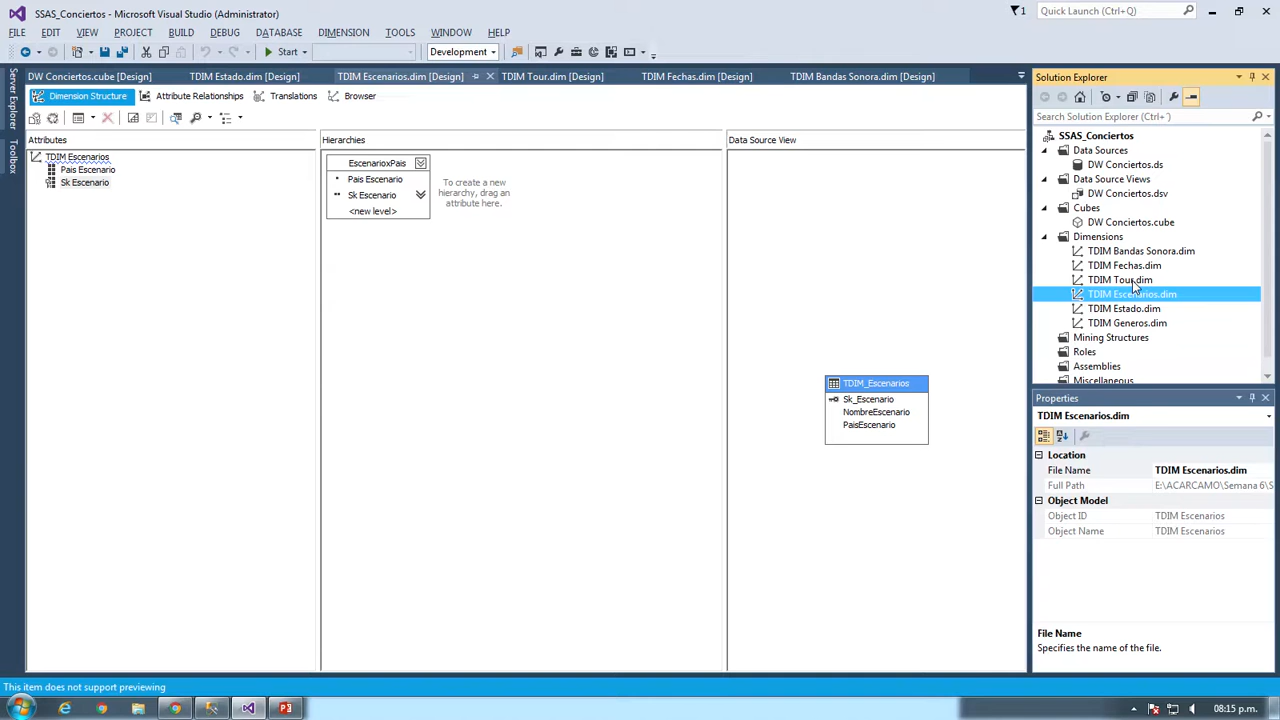 SSAS_Conciertos - Microsoft Visual Studio (Administrator)
1
Quick Launch (Ctrl+Q)
FILE EDIT VIEW PROJECT BUILD DEBUG DATABASE DIMENSION TOOLS WINDOW HELP
Start
Development
DW Conciertos.cube [Design]
TDIM Estado.dim [Design]
TDIM Escenarios.dim [Design]
TDIM Tour.dim [Design]
TDIM Fechas.dim [Design]
TDIM Bandas Sonora.dim [Design]
Server Explorer
Toolbox
Dimension Structure
Attribute Relationships
Translations
Browser
Attributes
TDIM Escenarios
Pais Escenario
Sk Escenario
Hierarchies
EscenarioxPais
Pais Escenario
Sk Escenario
<new level>
To create a new
hierarchy, drag an
attribute here.
Data Source View
TDIM_Escenarios
Sk_Escenario
NombreEscenario
PaisEscenario
Solution Explorer
Search Solution Explorer (Ctrl+´)
SSAS_Conciertos
Data Sources
DW Conciertos.ds
Data Source Views
DW Conciertos.dsv
Cubes
DW Conciertos.cube
Dimensions
TDIM Bandas Sonora.dim
TDIM Fechas.dim
TDIM Tour.dim
TDIM Escenarios.dim
TDIM Estado.dim
TDIM Generos.dim
Mining Structures
Roles
Assemblies
Miscellaneous
Properties
TDIM Escenarios.dim
Location
File Name TDIM Escenarios.dim
Full Path E:\ACARCAMO\Semana 6\S
Object Model
Object ID TDIM Escenarios
Object Name TDIM Escenarios
File Name
Specifies the name of the file.
This item does not support previewing
08:15 p.m.